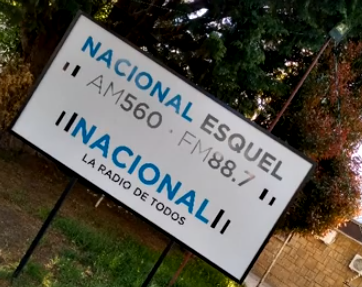 NACIONAL ESQUEL
AM560 · FM88.7
NACIONAL
LA RADIO DE TODOS